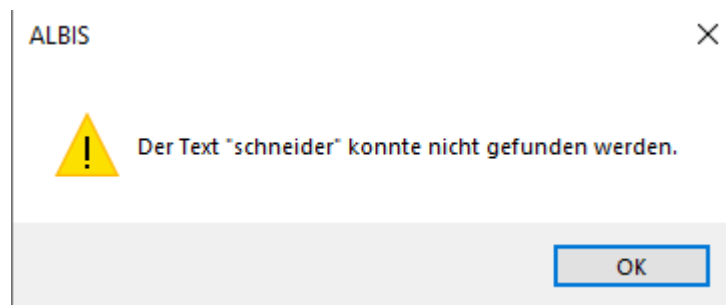 ALBIS
Der Text "schneider" konnte nicht gefunden werden.
OK